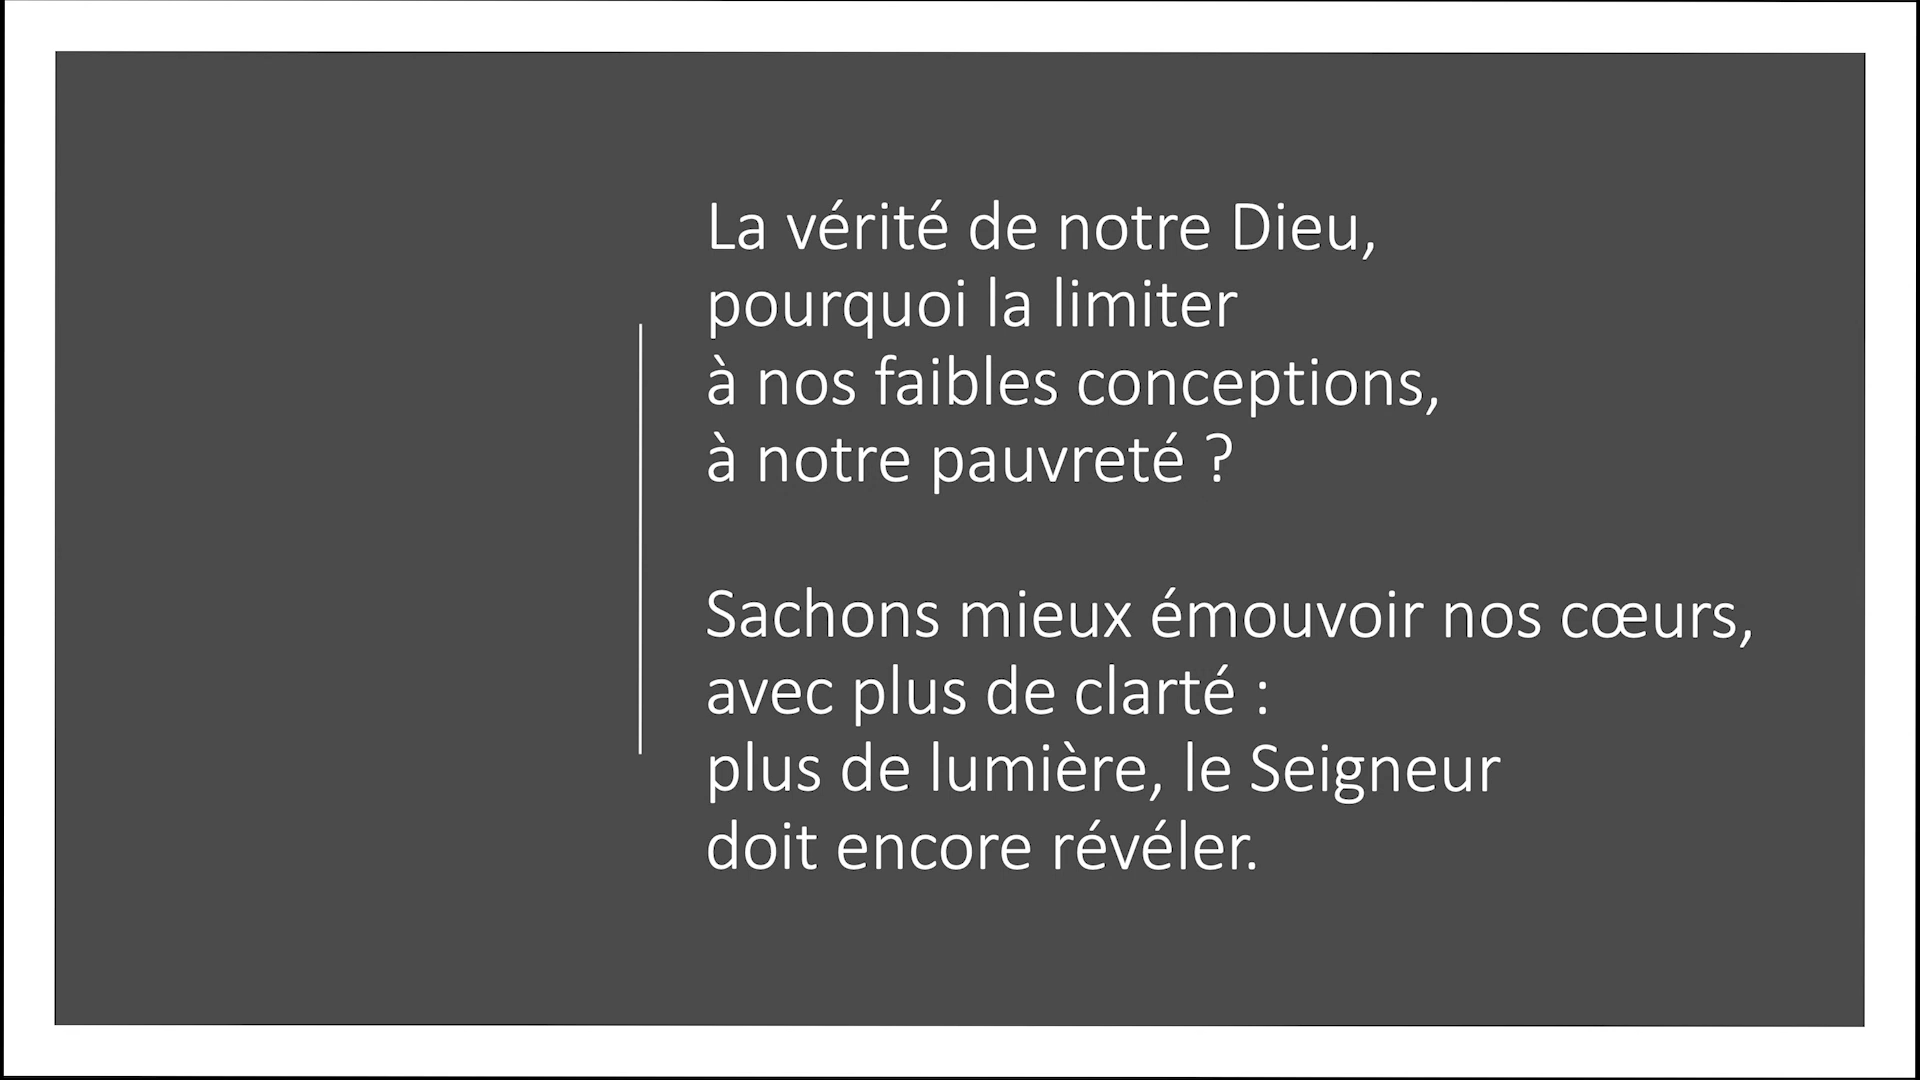 La vérité de notre Dieu,
pourquoi la limiter
à nos faibles conceptions,
à notre pauvreté ?
Sachons mieux émouvoir nos cœurs,
avec plus de clarté :
plus de lumière, le Seigneur
doit encore révéler.